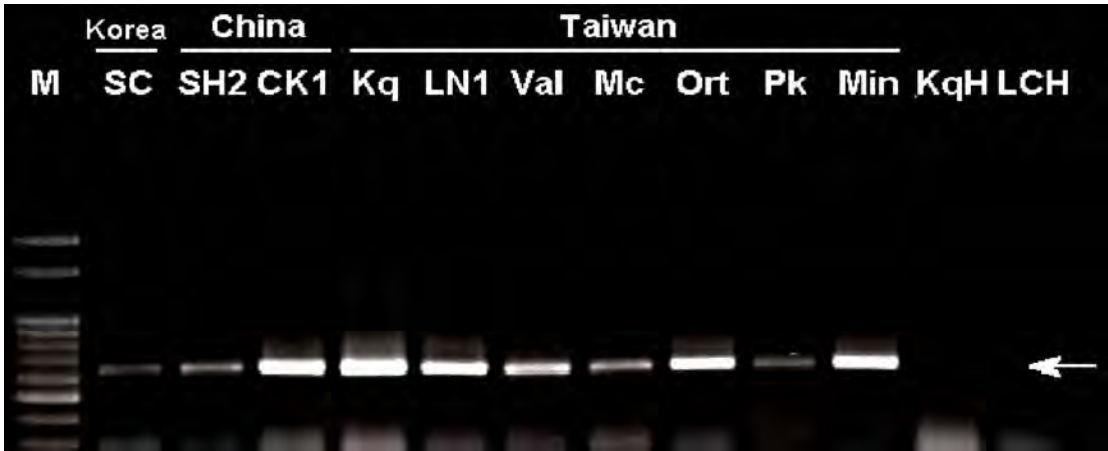 Korea China Taiwan
M SC SH2 CK1 Kq LN1 Val Mc Ort Pk Min KqH LCH